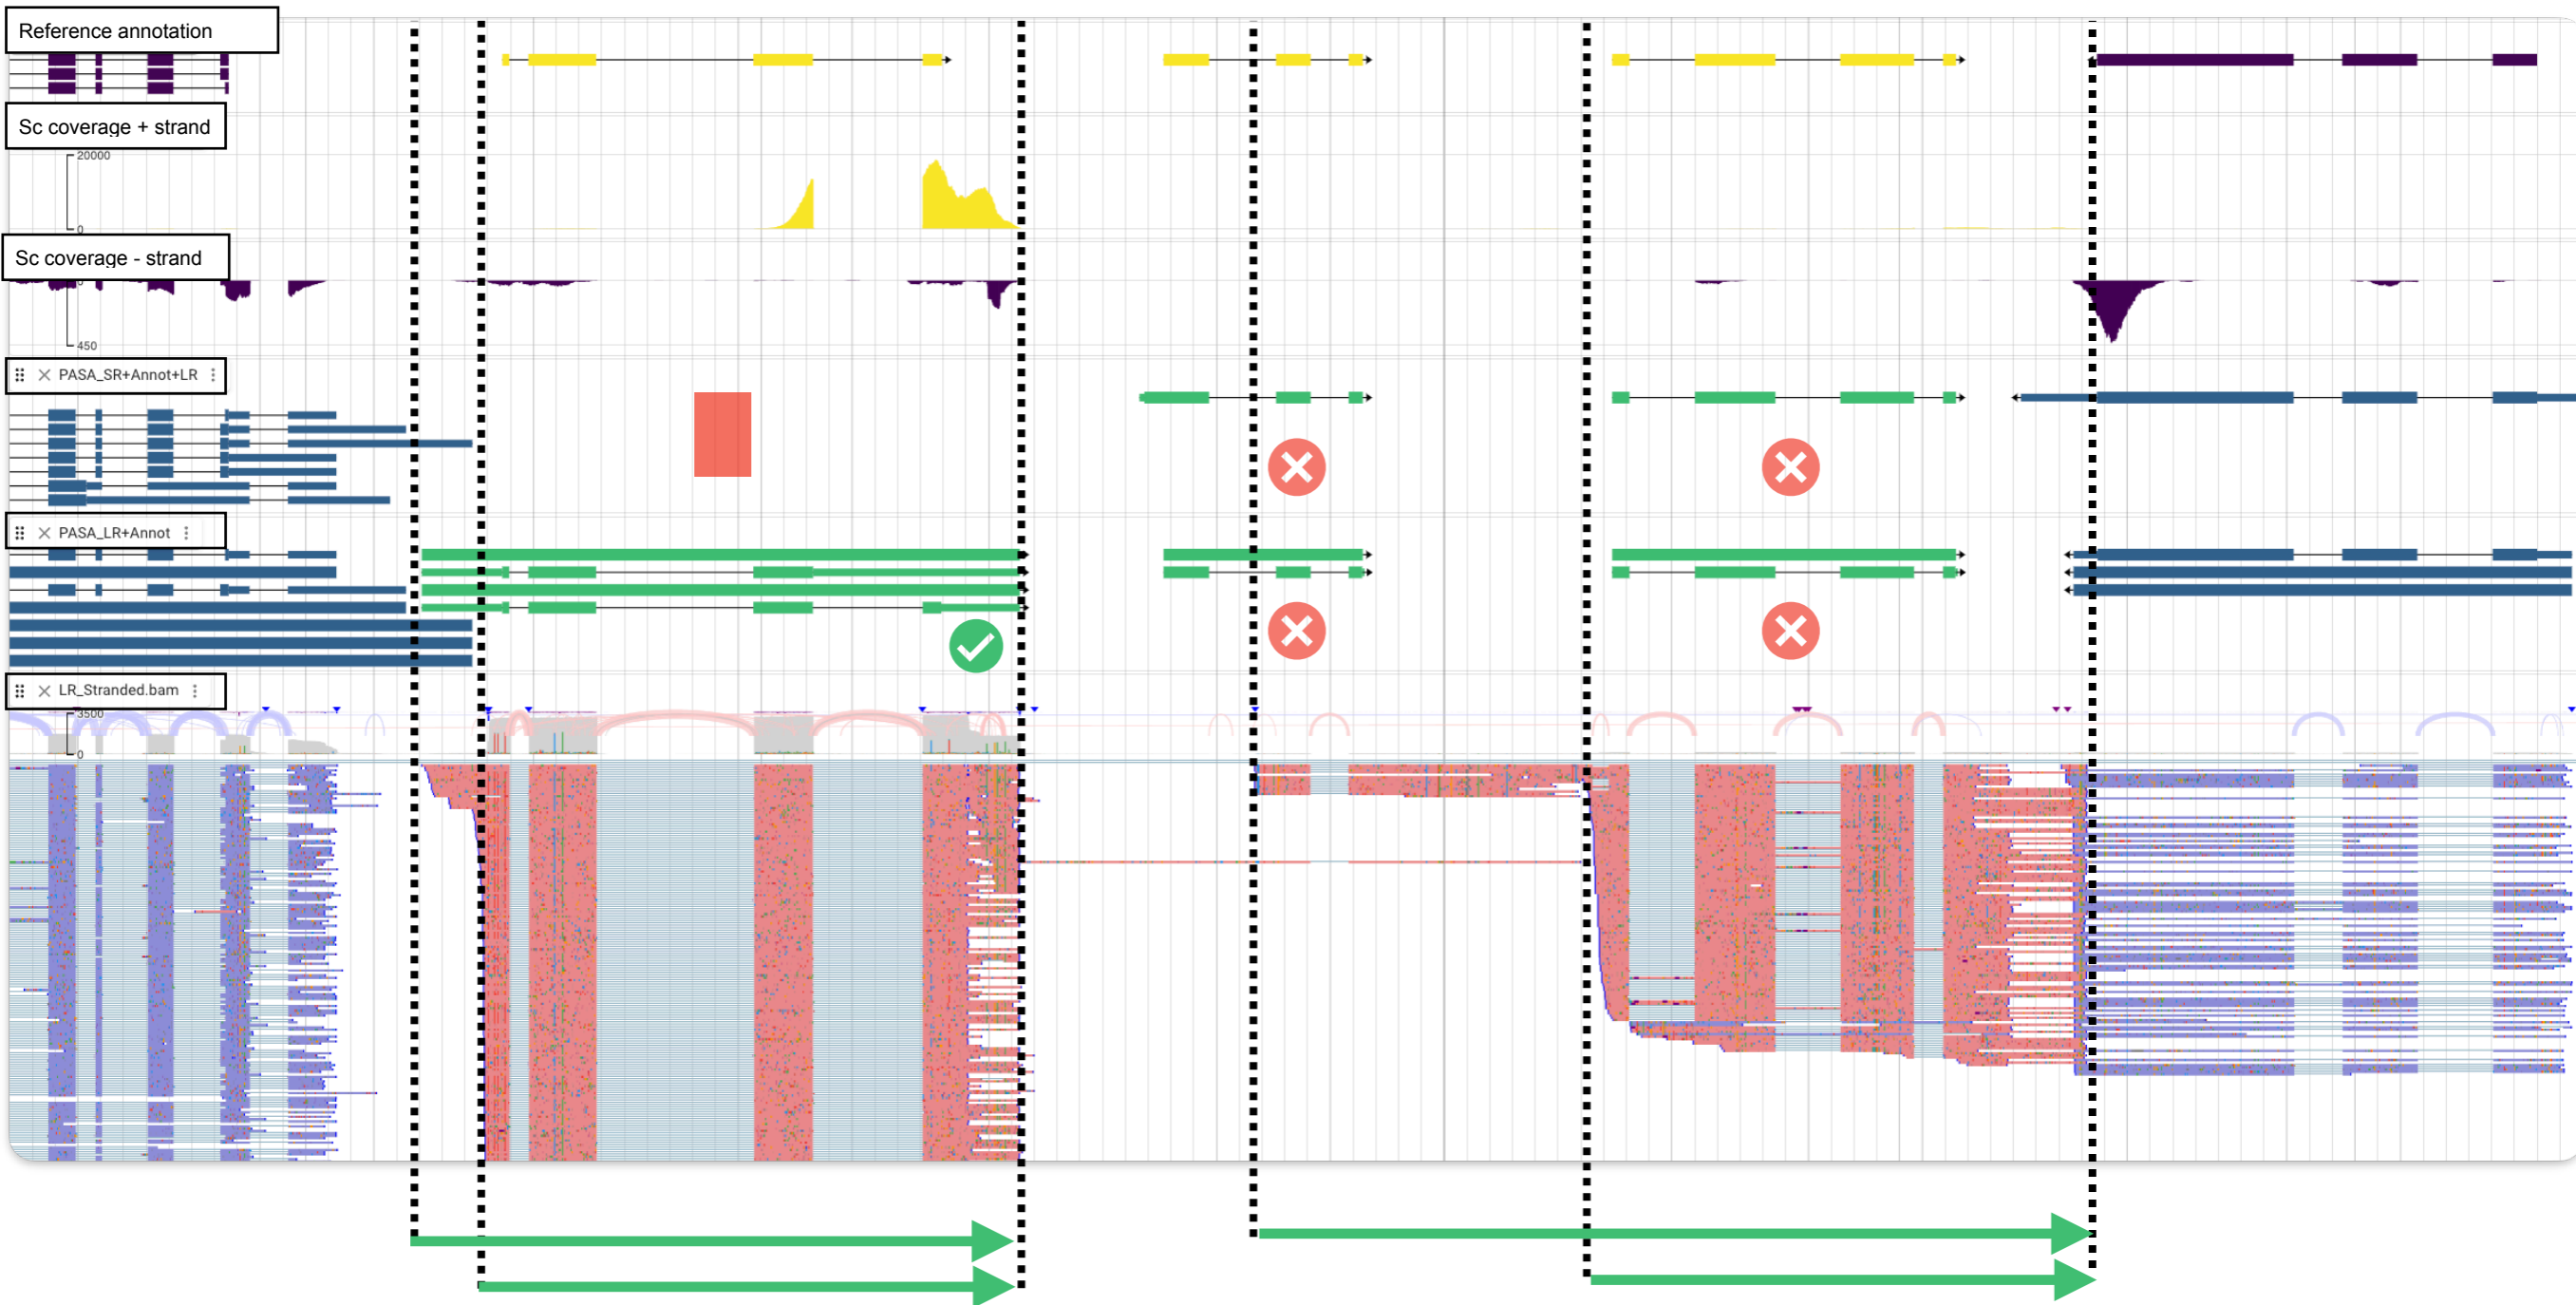 Reference annotation
Sc coverage + strand
20000
0
Sc coverage - strand
450
PASA_SR+Annot+LR
PASA_LR+Annot
LR_Stranded.bam
3500
0